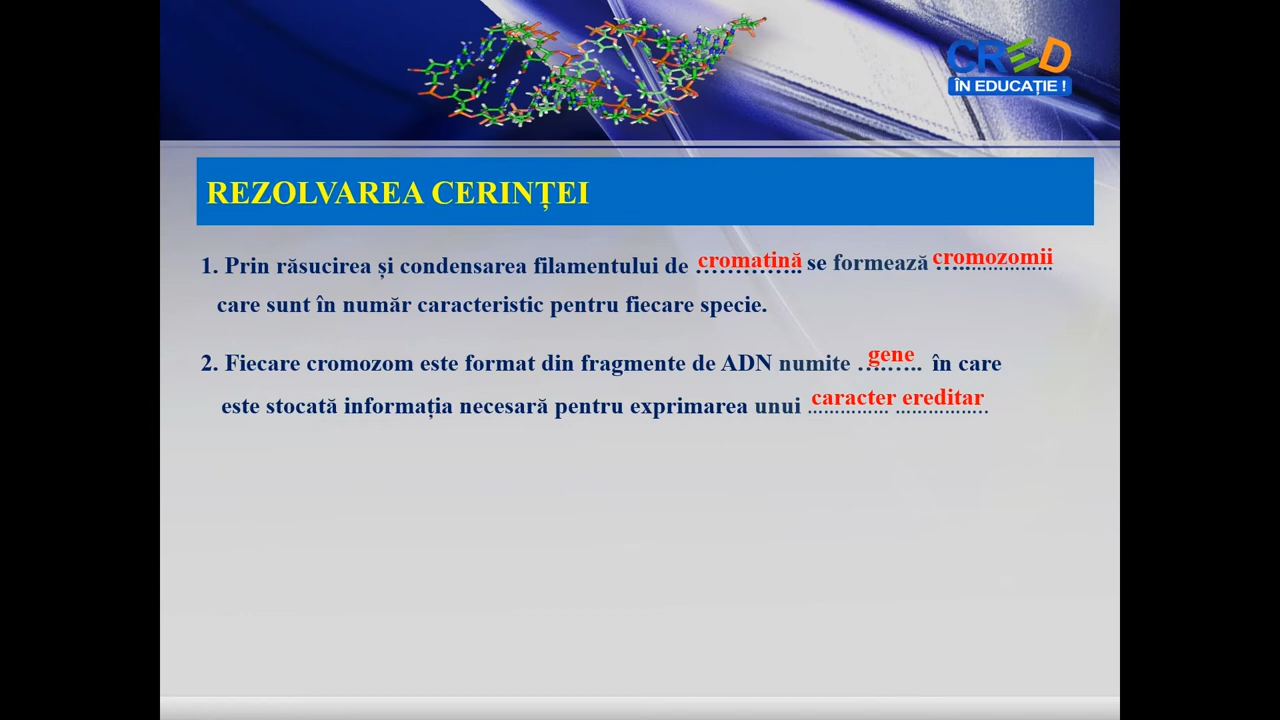 CRED
ÎN EDUCAȚIE !
REZOLVAREA CERINȚEI
1. Prin răsucirea și condensarea filamentului de cromatină se formează cromozomii
care sunt în număr caracteristic pentru fiecare specie.
2. Fiecare cromozom este format din fragmente de ADN numite gene în care
este stocată informația necesară pentru exprimarea unui caracter ereditar